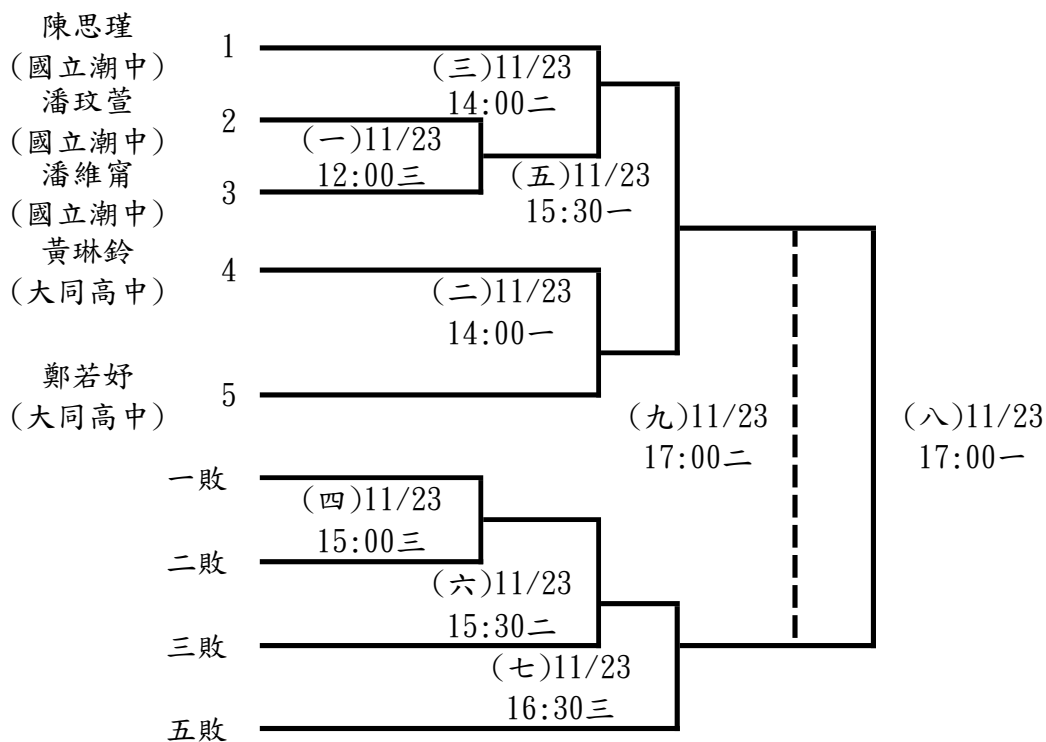 陳思瑾
(國立潮中)
1
(三)11/23
14:00二
潘玟萱
(國立潮中)
2
(一)11/23
12:00三
潘維甯
(國立潮中)
3
(五)11/23
15:30一
黃琳鈴
(大同高中)
4
(二)11/23
14:00一
鄭若妤
(大同高中)
5
(九)11/23
17:00二
(八)11/23
17:00一
一敗
(四)11/23
15:00三
二敗
(六)11/23
15:30二
三敗
(七)11/23
16:30三
五敗